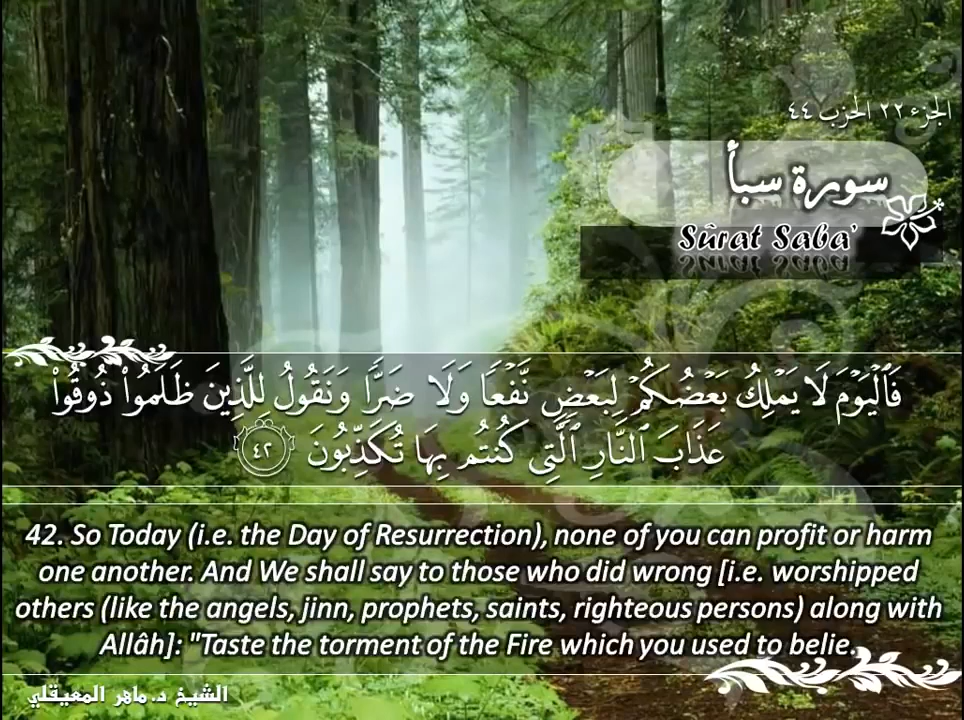 الجزء ٢٢ الحزب ٤٤
سورة سبأ
Sûrat Saba'
فَٱلْيَوْمَ لَا يَمْلِكُ بَعْضُكُمْ لِبَعْضٍ نَّفْعًا وَلَا ضَرًّا وَنَقُولُ لِلَّذِينَ ظَلَمُوا۟ ذُوقُوا۟
عَذَابَ ٱلنَّارِ ٱلَّتِى كُنتُم بِهَا تُكَذِّبُونَ ٤٢
42. So Today (i.e. the Day of Resurrection), none of you can profit or harm
one another. And We shall say to those who did wrong [i.e. worshipped
others (like the angels, jinn, prophets, saints, righteous persons) along with
Allâh]: "Taste the torment of the Fire which you used to belie.
الشيخ د. ماهر المعيقلي